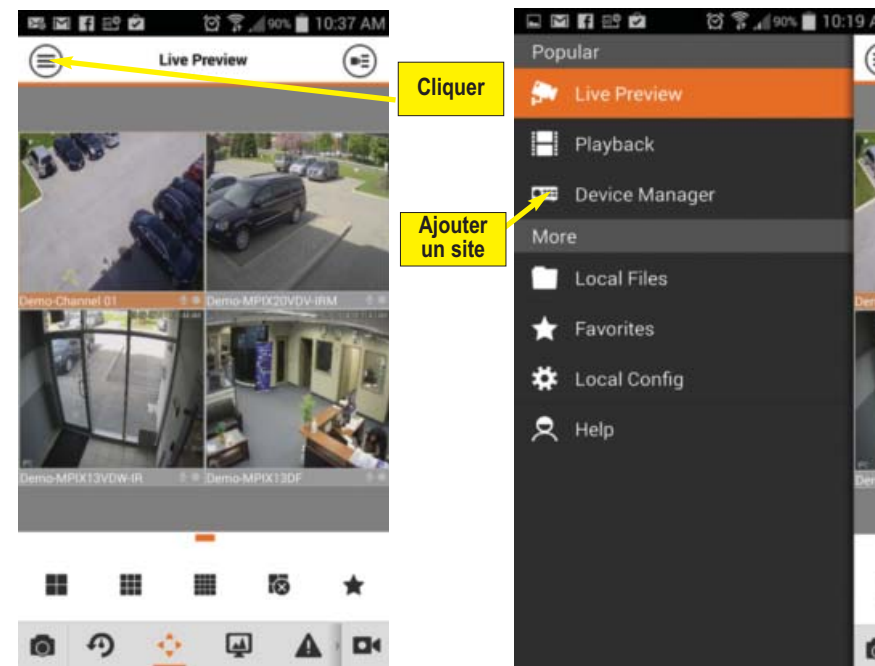 90% 10:37 AM
Live Preview
Cliquer
Demo-Channel 01
Demo-MPIX20VDV-IRM
Demo-MPIX13VDW-IR
Demo-MPIX13DF
90% 10:19 A
Popular
Live Preview
Playback
Device Manager
Ajouter
un site
More
Local Files
Favorites
Local Config
Help